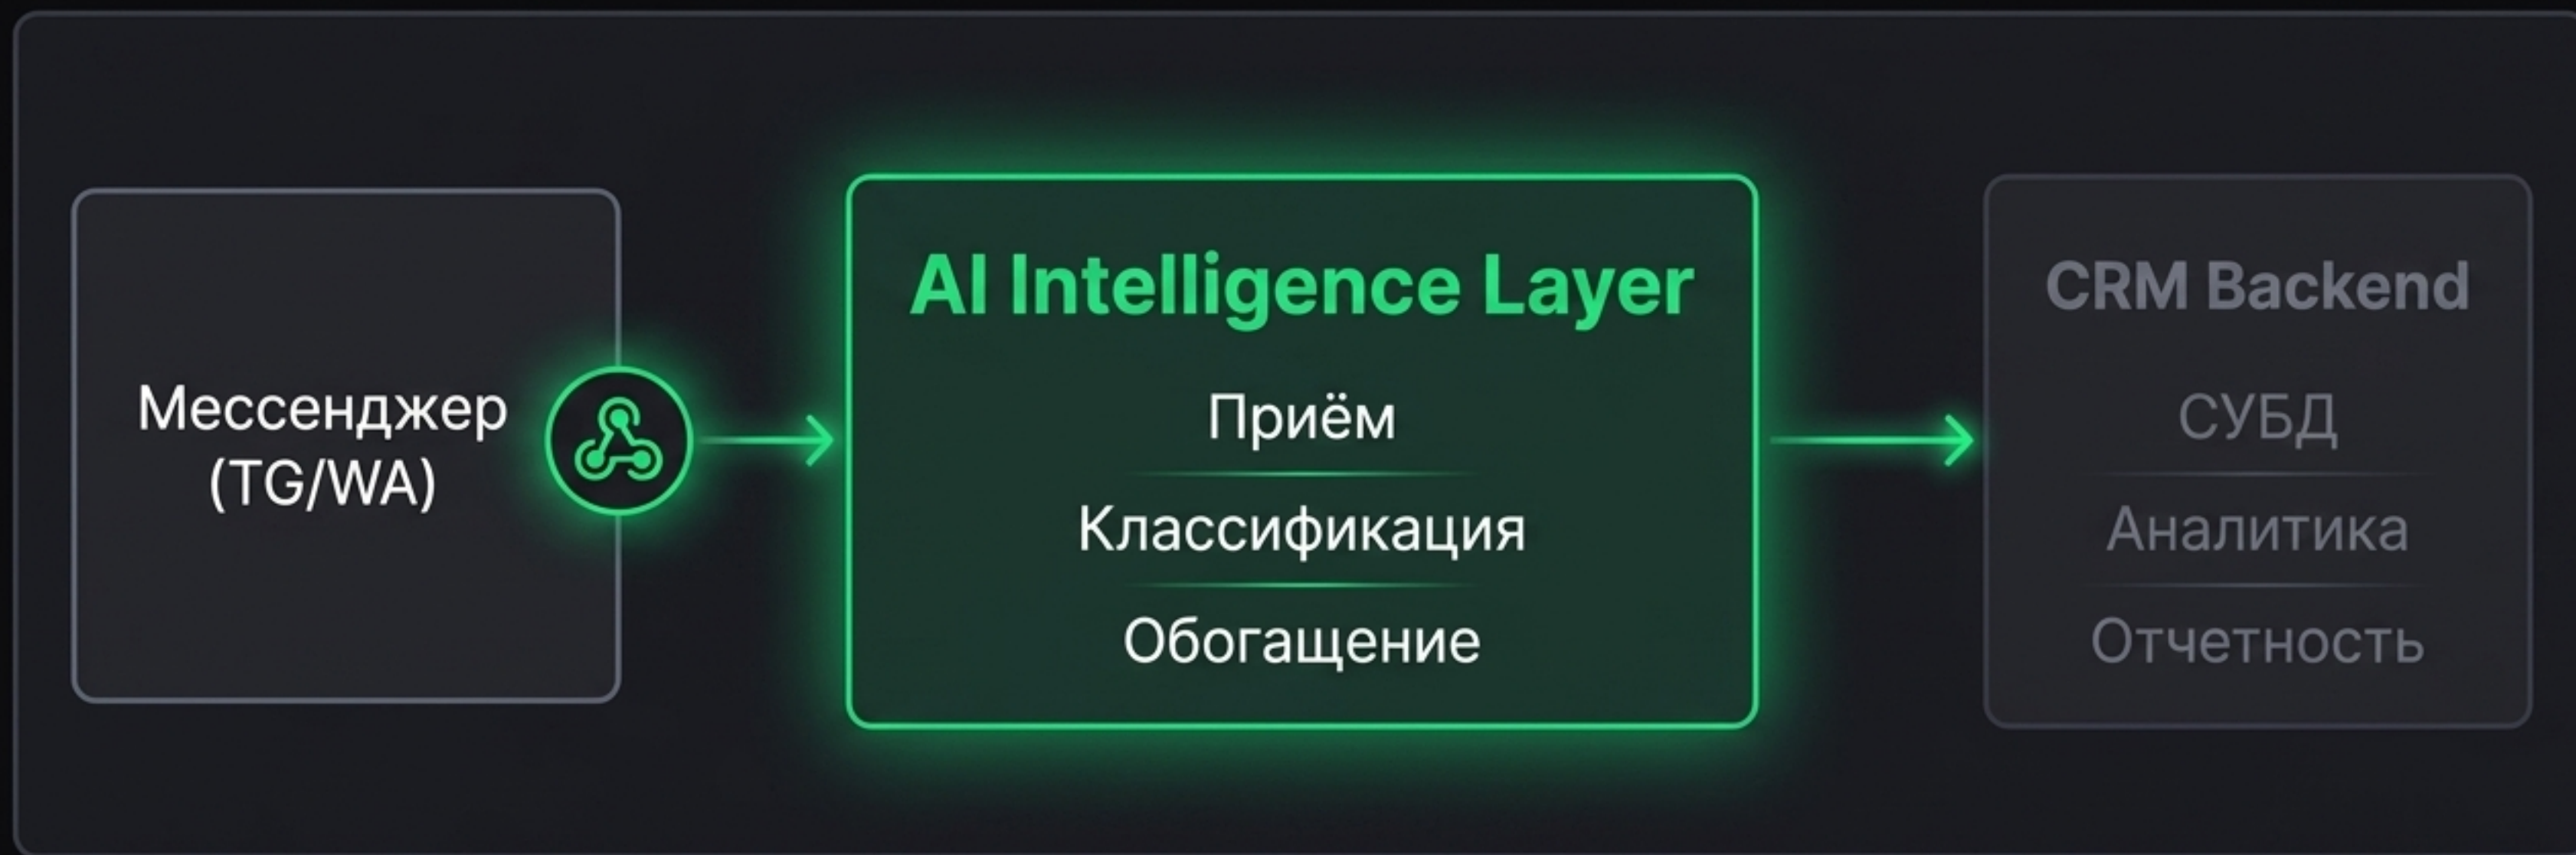 Мессенджер
(TG/WA)
AI Intelligence Layer
Приём
Классификация
Обогащение
CRM Backend
СУБД
Аналитика
Отчетность